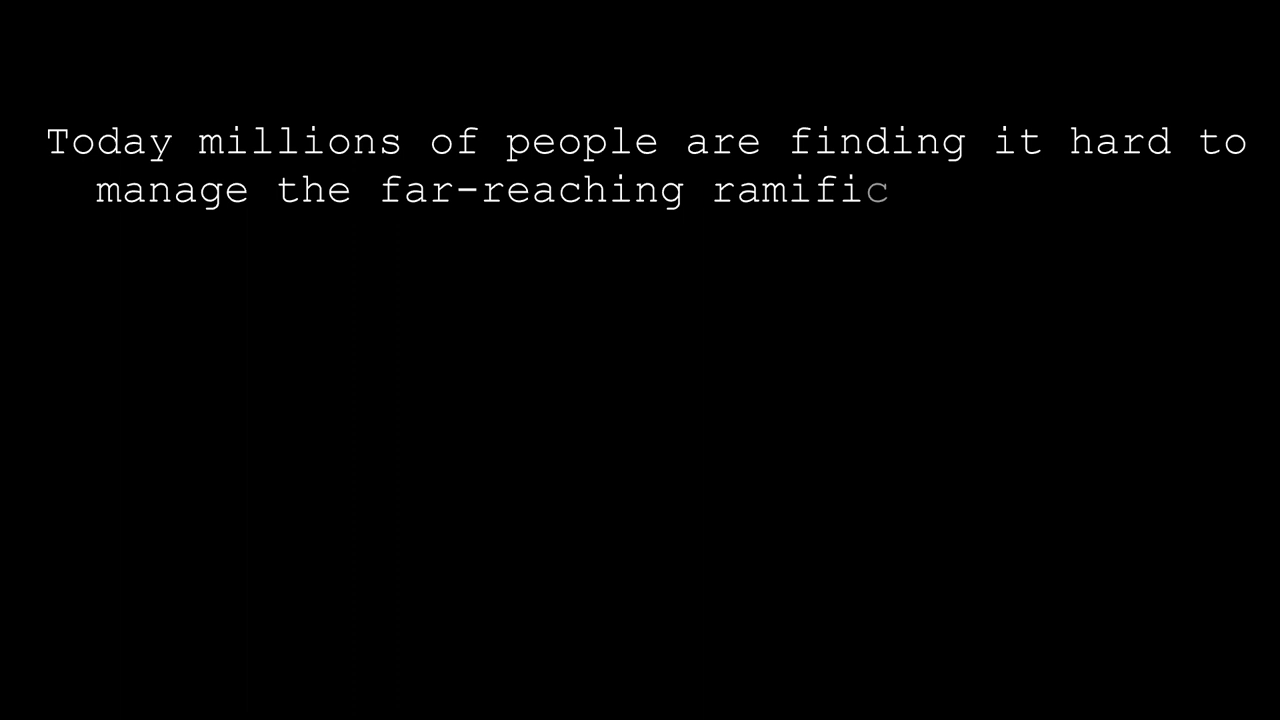 Today millions of people are finding it hard to
manage the far-reaching ramific